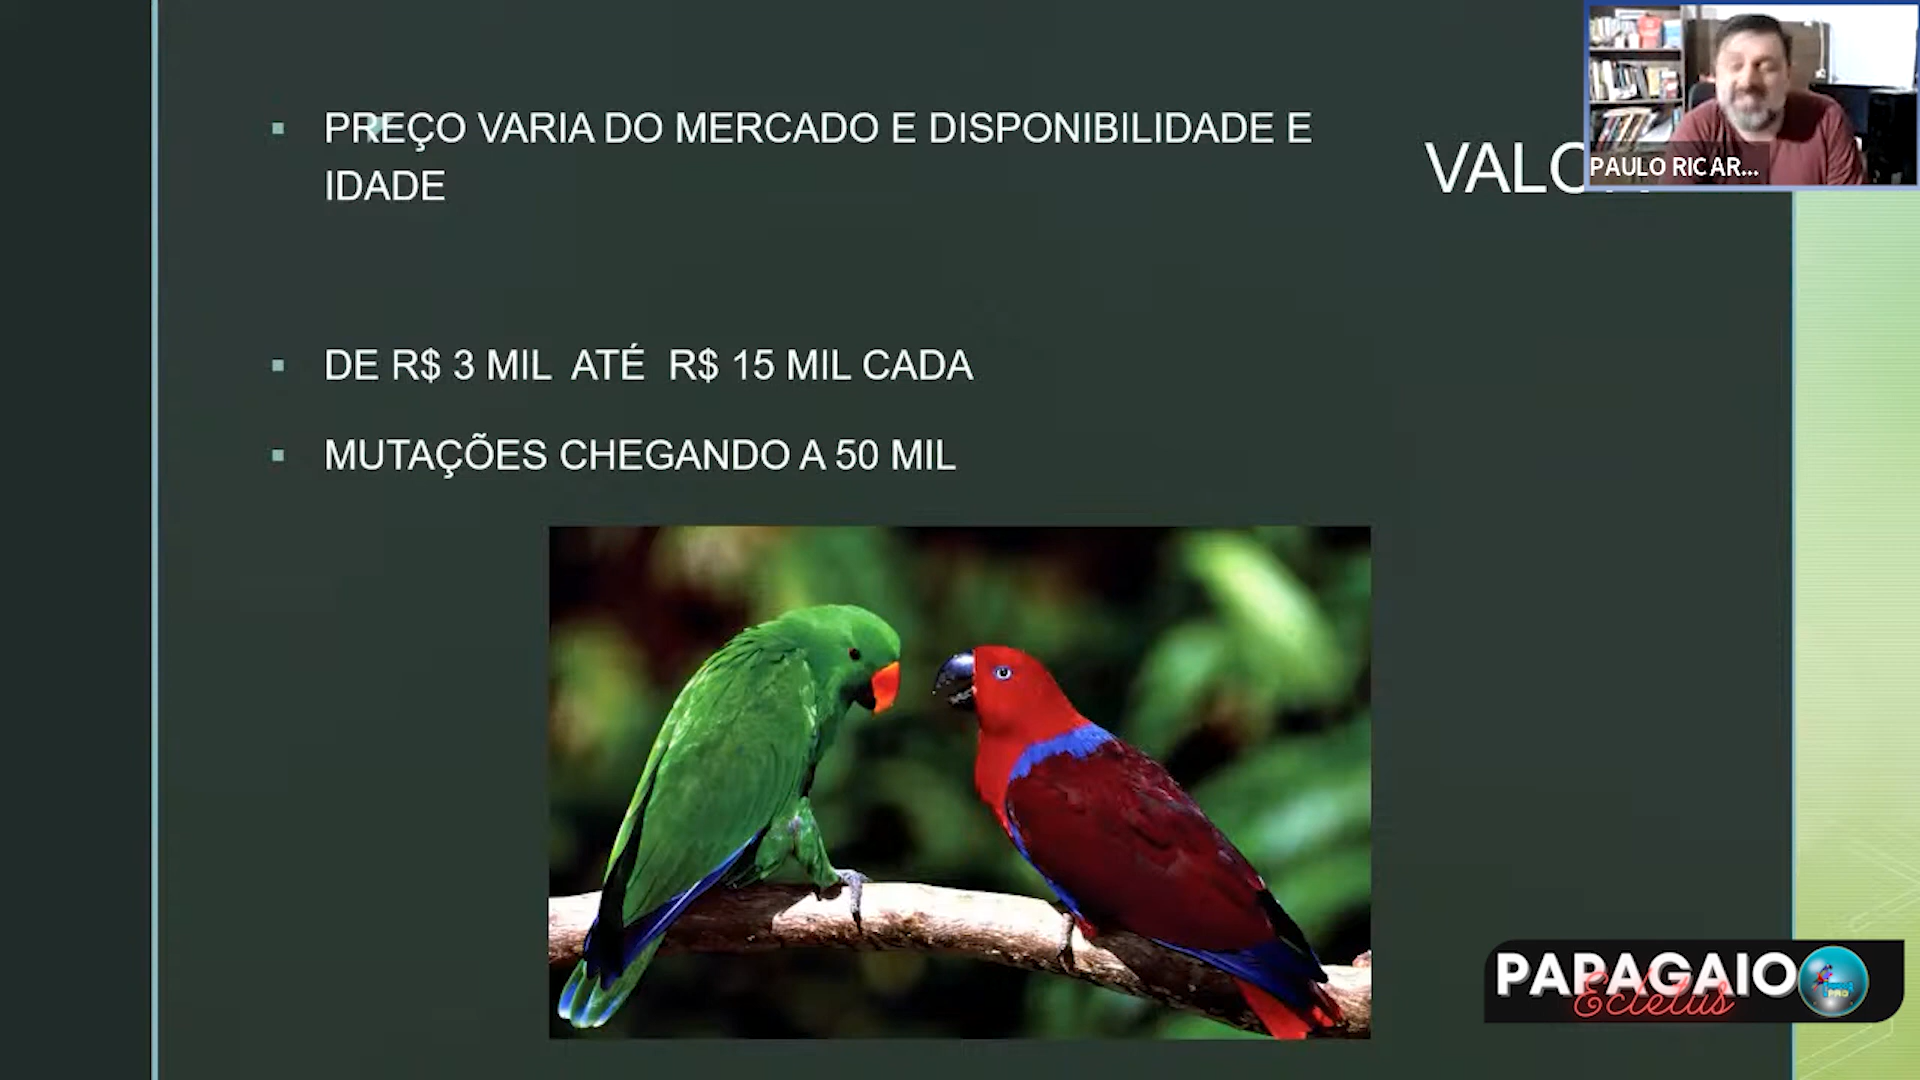 PREÇO VARIA DO MERCADO E DISPONIBILIDADE E
IDADE
DE R$ 3 MIL ATÉ R$ 15 MIL CADA
MUTAÇÕES CHEGANDO A 50 MIL
PAULO RICAR...
PAPAGAIO
Ecletus